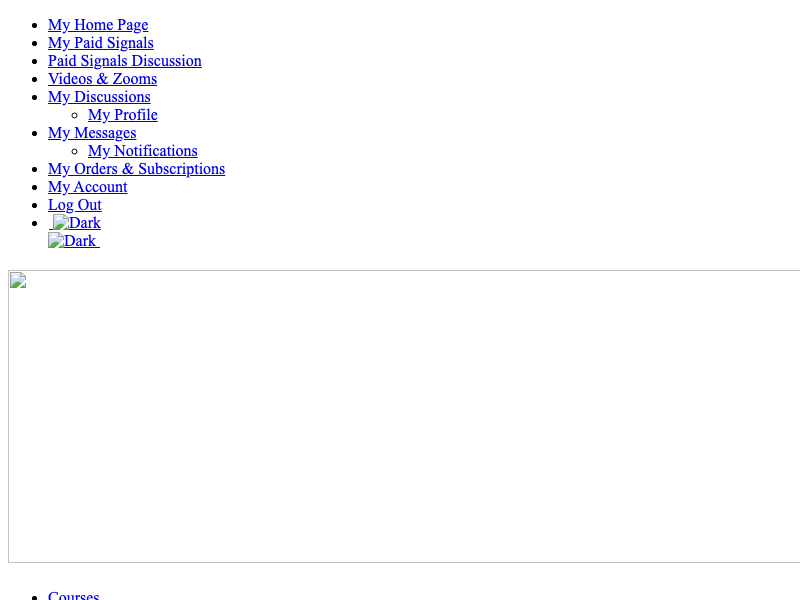 My Home Page
My Paid Signals
Paid Signals Discussion
Videos & Zooms
My Discussions
My Profile
My Messages
My Notifications
My Orders & Subscriptions
My Account
Log Out
Dark
Dark
Courses